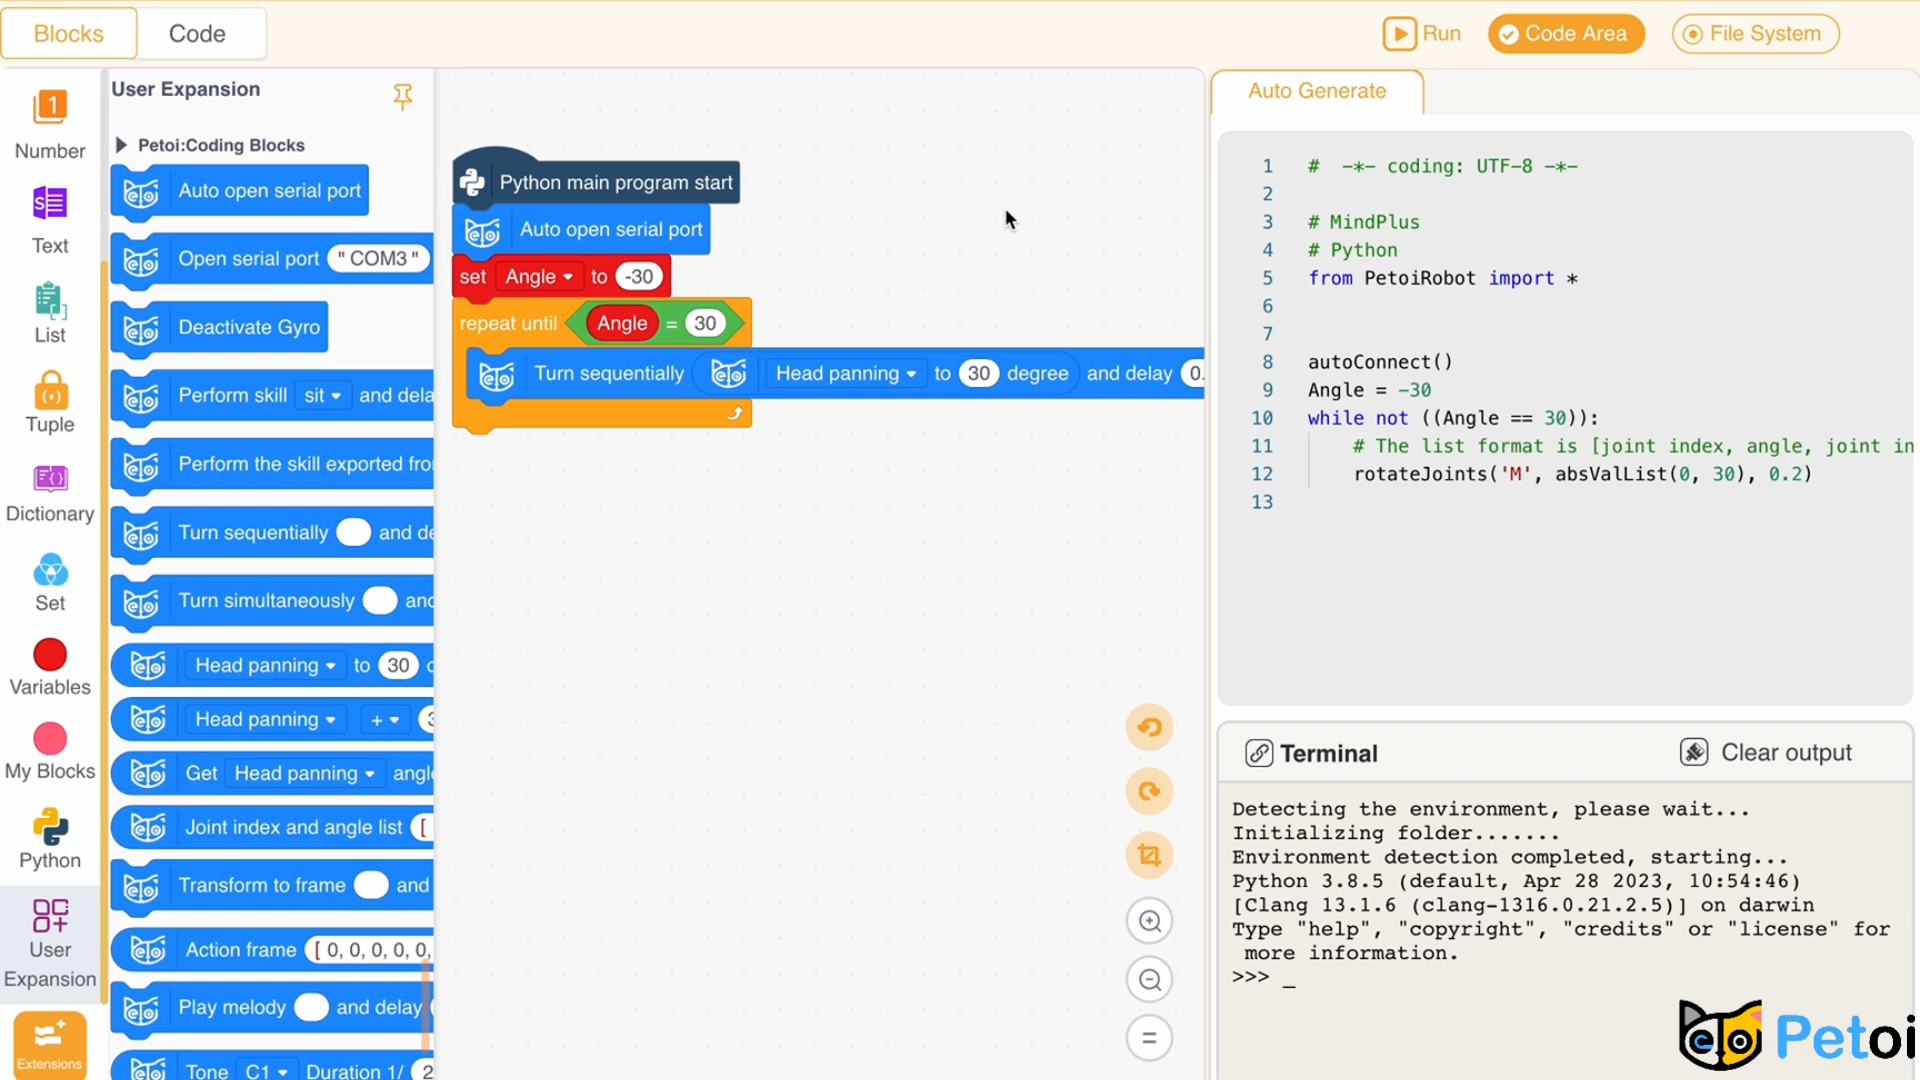 Blocks
Code
Run
Code Area
File System
1
Number
Text
List
Tuple
Dictionary
Set
Variables
My Blocks
Python
User
Expansion
Extensions
User Expansion
Petoi:Coding Blocks
Auto open serial port
Open serial port " COM3 "
Deactivate Gyro
Perform skill sit and dela
Perform the skill exported fro
Turn sequentially and de
Turn simultaneously and
Head panning to 30
Head panning +
Get Head panning angle
Joint index and angle list [
Transform to frame and
Action frame [ 0, 0, 0, 0, 0,
Play melody and delay
Tone C1 Duration 1/ 2
Python main program start
Auto open serial port
set Angle to -30
repeat until Angle = 30
Turn sequentially Head panning to 30 degree and delay 0.
Auto Generate
1 # -*- coding: UTF-8 -*-
2
3 # MindPlus
4 # Python
5 from PetoiRobot import *
6
7
8 autoConnect()
9 Angle = -30
10 while not ((Angle == 30)):
11 # The list format is [joint index, angle, joint in
12 rotateJoints('M', absValList(0, 30), 0.2)
13
Terminal
Clear output
Detecting the environment, please wait...
Initializing folder.......
Environment detection completed, starting...
Python 3.8.5 (default, Apr 28 2023, 10:54:46)
[Clang 13.1.6 (clang-1316.0.21.2.5)] on darwin
Type "help", "copyright", "credits" or "license" for
more information.
>>> _
Petoi